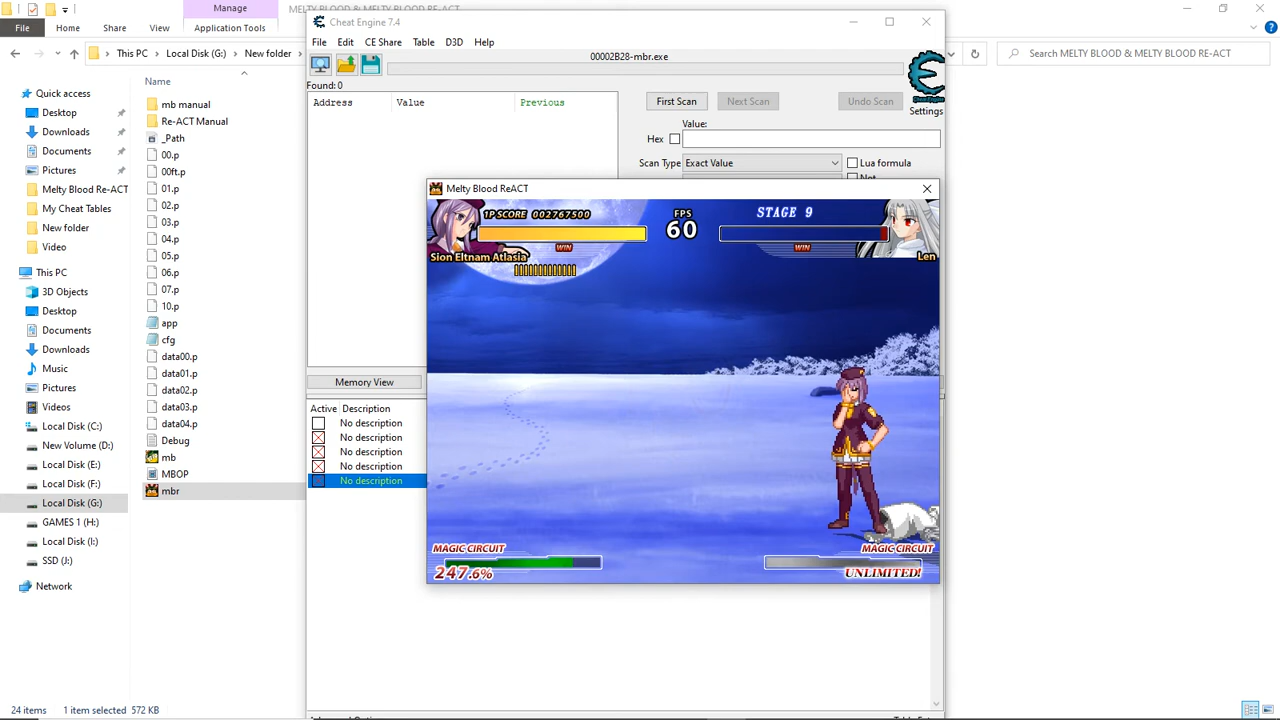 Manage
MELTY BLOOD & MELTY BLOOD RE-ACT
File
Home
Share
View
Application Tools
This PC
Local Disk (G:)
New folder
Search MELTY BLOOD & MELTY BLOOD RE-ACT
Quick access
Desktop
Downloads
Documents
Pictures
Melty Blood Re-ACT
My Cheat Tables
New folder
Video
This PC
3D Objects
Desktop
Documents
Downloads
Music
Pictures
Videos
Local Disk (C:)
New Volume (D:)
Local Disk (E:)
Local Disk (F:)
Local Disk (G:)
GAMES 1 (H:)
Local Disk (I:)
SSD (J:)
Network
Name
mb manual
Re-ACT Manual
_Path
00.p
00ft.p
01.p
02.p
03.p
04.p
05.p
06.p
07.p
10.p
app
cfg
data00.p
data01.p
data02.p
data03.p
data04.p
Debug
mb
MBOP
mbr
24 items
1 item selected 572 KB
Cheat Engine 7.4
File Edit CE Share Table D3D Help
00002B28-mbr.exe
Found: 0
Address Value Previous
First Scan
Next Scan
Undo Scan
Settings
Value:
Hex
Scan Type
Exact Value
Lua formula
Not
Memory View
Active Description
No description
No description
No description
No description
No description
Melty Blood ReACT
1P SCORE 002767500
FPS
60
STAGE 9
WIN
WIN
Sion Eltnam Atlasia
Len
MAGIC CIRCUIT
MAGIC CIRCUIT
247.6%
UNLIMITED!